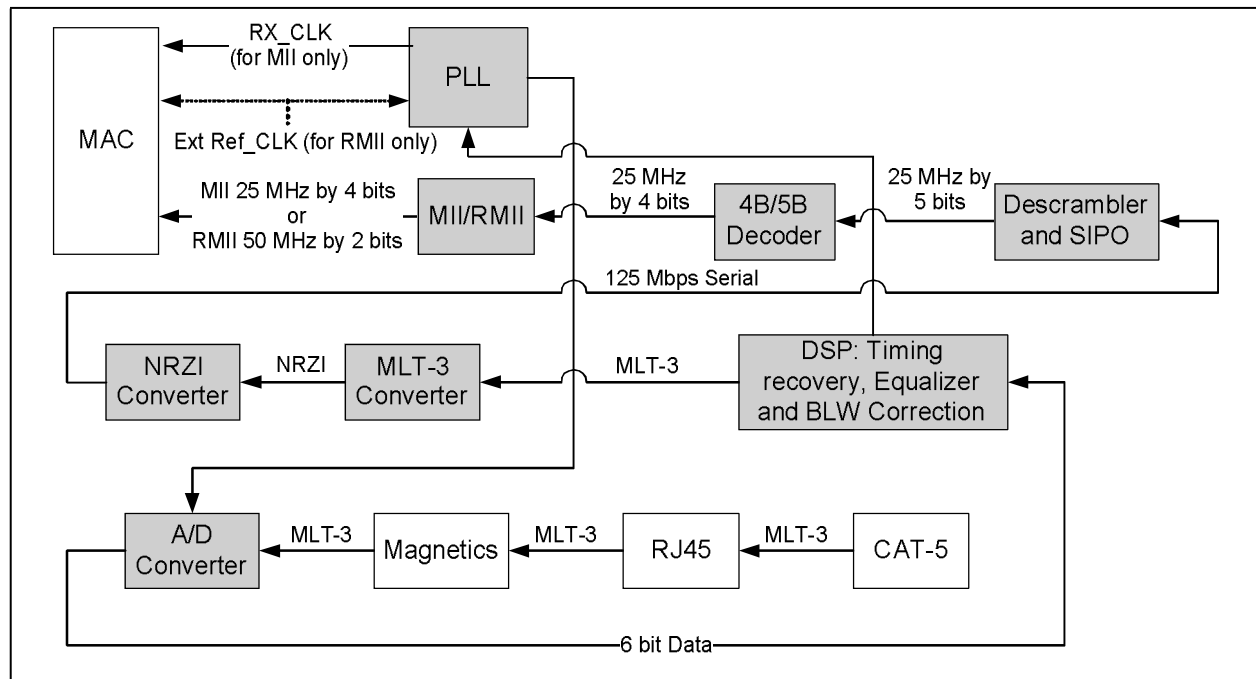 RX_CLK
(for MII only)
PLL
MAC
Ext Ref_CLK (for RMII only)
MII 25 MHz by 4 bits
or
RMII 50 MHz by 2 bits
MII/RMII
25 MHz
by 4 bits
4B/5B
Decoder
25 MHz by
5 bits
Descrambler
and SIPO
125 Mbps Serial
NRZI
Converter
NRZI
MLT-3
Converter
MLT-3
DSP: Timing
recovery, Equalizer
and BLW Correction
A/D
Converter
MLT-3
Magnetics
MLT-3
RJ45
MLT-3
CAT-5
6 bit Data